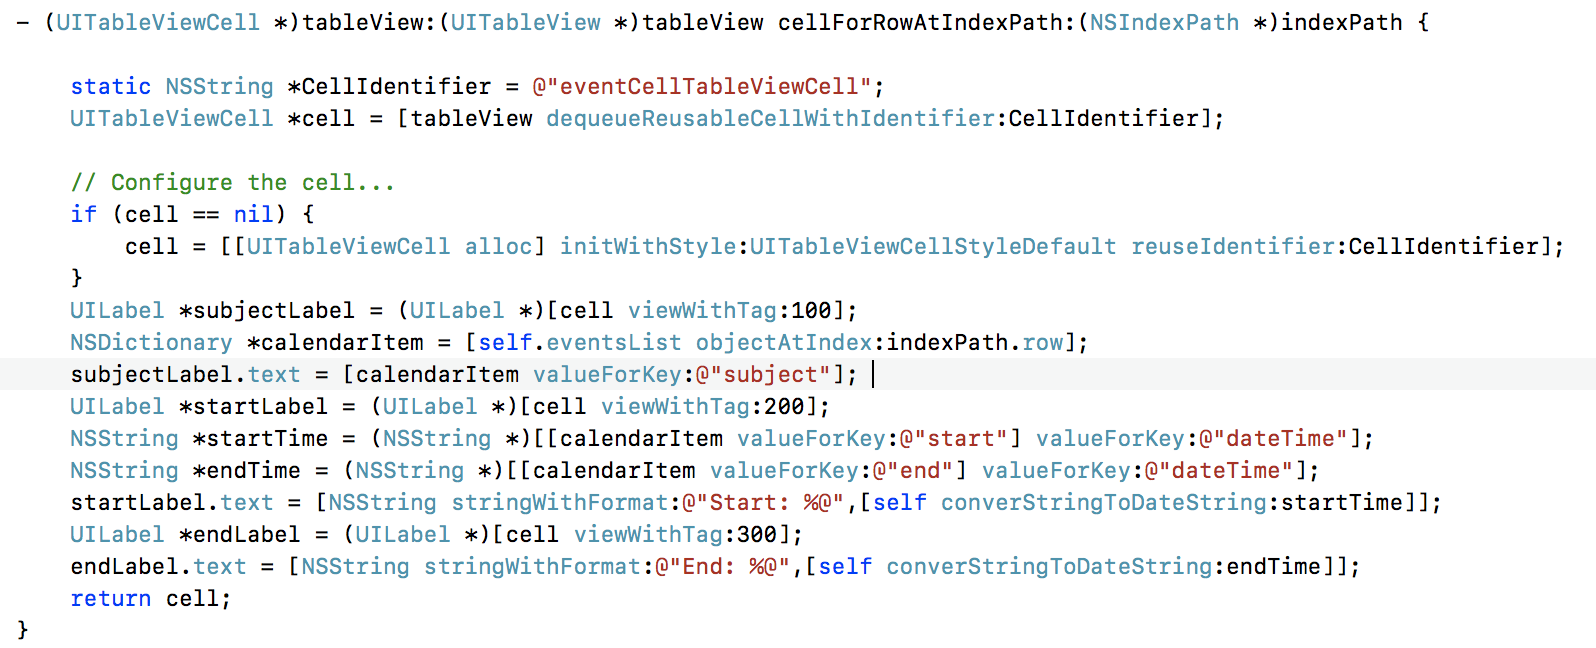 - (UITableViewCell *)tableView:(UITableView *)tableView cellForRowAtIndexPath:(NSIndexPath *)indexPath {
static NSString *CellIdentifier = @"eventCellTableViewCell";
UITableViewCell *cell = [tableView dequeueReusableCellWithIdentifier:CellIdentifier];
// Configure the cell...
if (cell == nil) {
cell = [[UITableViewCell alloc] initWithStyle:UITableViewCellStyleDefault reuseIdentifier:CellIdentifier];
}
UILabel *subjectLabel = (UILabel *)[cell viewWithTag:100];
NSDictionary *calendarItem = [self.eventsList objectAtIndex:indexPath.row];
subjectLabel.text = [calendarItem valueForKey:@"subject"];
UILabel *startLabel = (UILabel *)[cell viewWithTag:200];
NSString *startTime = (NSString *)[[calendarItem valueForKey:@"start"] valueForKey:@"dateTime"];
NSString *endTime = (NSString *)[[calendarItem valueForKey:@"end"] valueForKey:@"dateTime"];
startLabel.text = [NSString stringWithFormat:@"Start: %@",[self converStringToDateString:startTime]];
UILabel *endLabel = (UILabel *)[cell viewWithTag:300];
endLabel.text = [NSString stringWithFormat:@"End: %@",[self converStringToDateString:endTime]];
return cell;
}